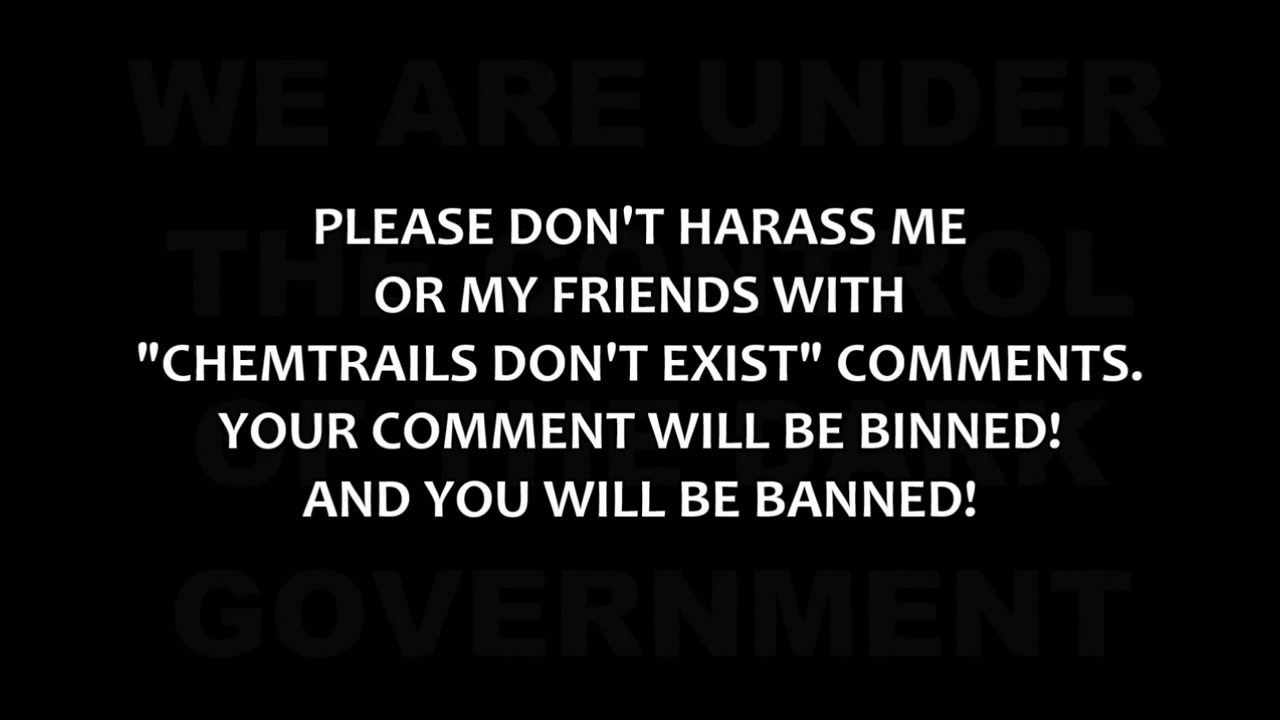 WE ARE UNDER
PLEASE DON'T HARASS ME
THE CONTROL
OR MY FRIENDS WITH
"CHEMTRAILS DON'T EXIST" COMMENTS.
OF THE DARK
YOUR COMMENT WILL BE BINNED!
AND YOU WILL BE BANNED!
GOVERNMENT